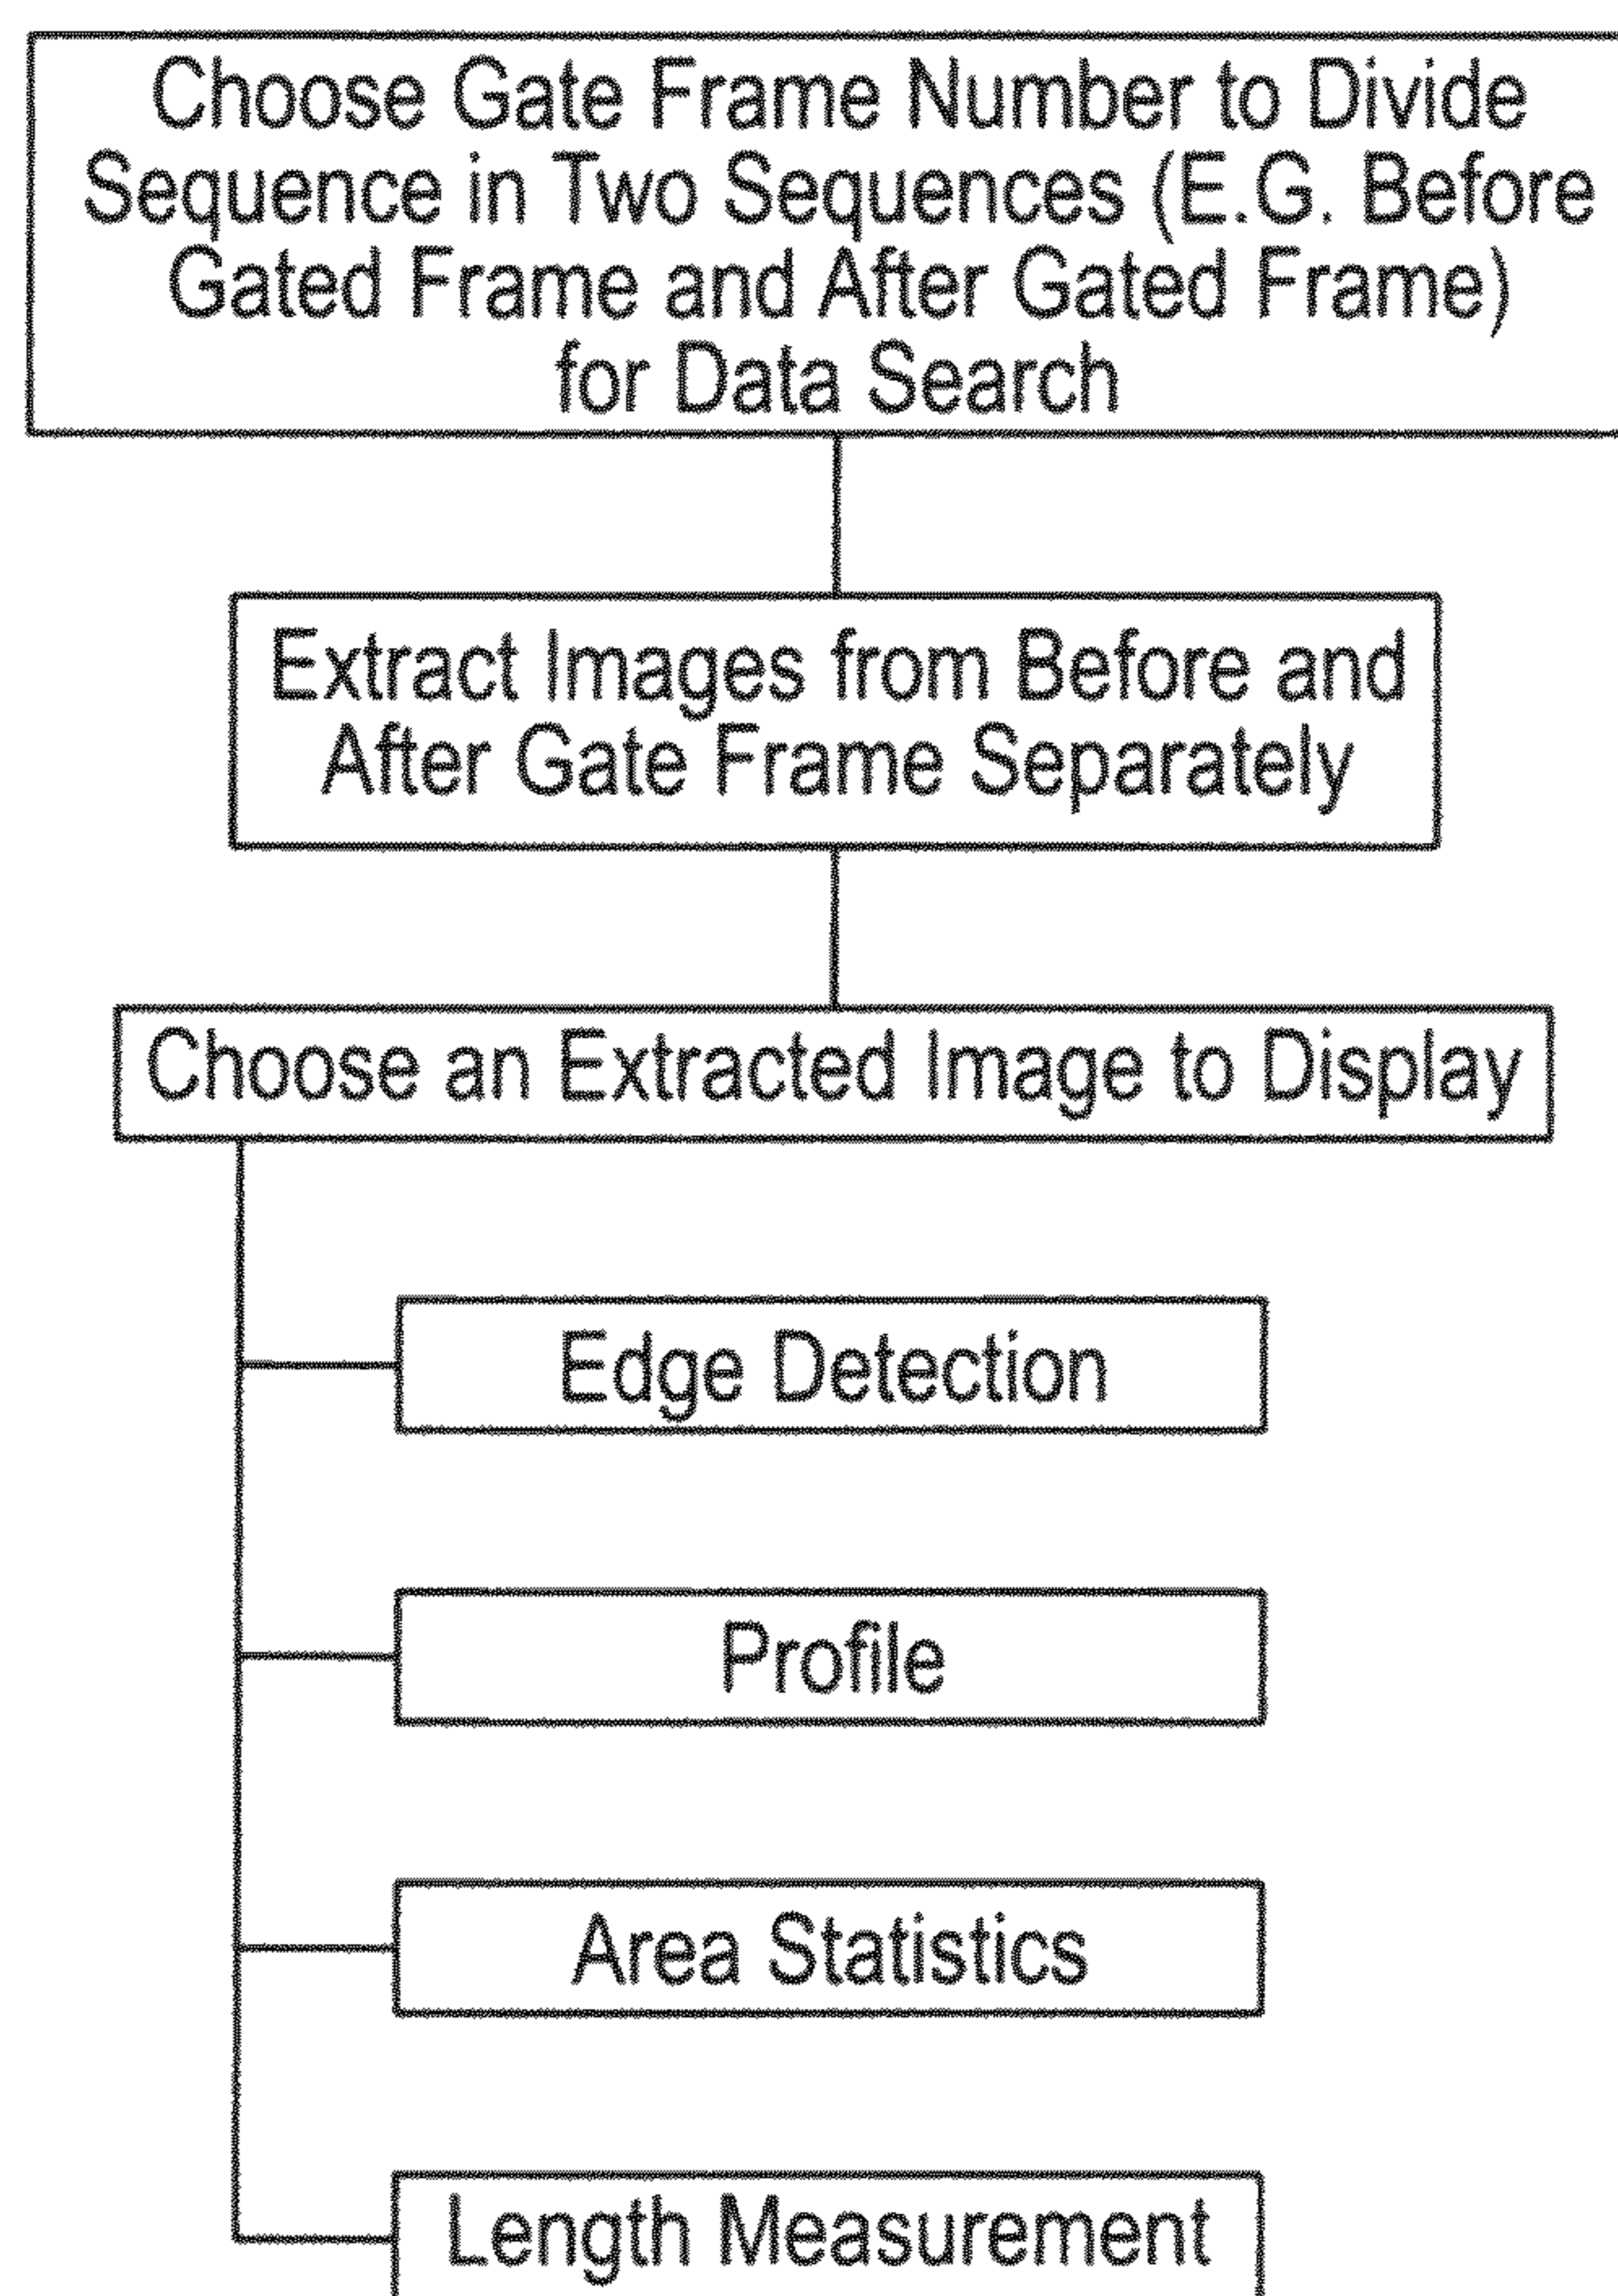 Choose Gate Frame Number to Divide
Sequence in Two Sequences (E.G. Before
Gated Frame and After Gated Frame)
for Data Search
Extract Images from Before and
After Gate Frame Separately
Choose an Extracted Image to Display
Edge Detection
Profile
Area Statistics
Length Measurement